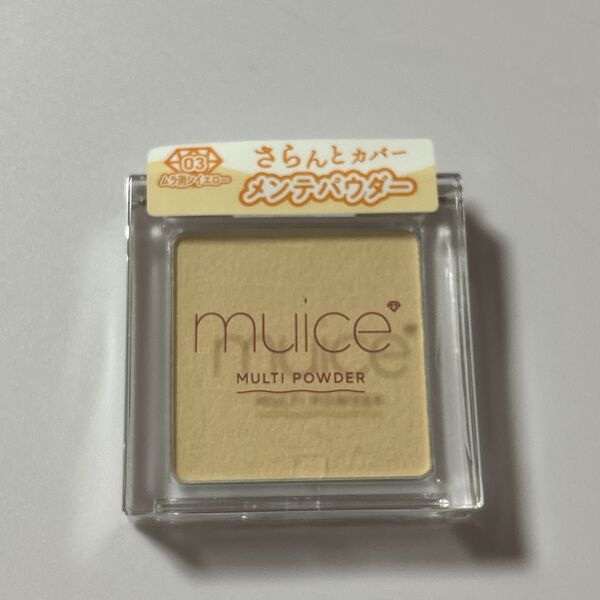 03
ムラ消しイエロー
さらんとカバー
メンテパウダー
muice
MULTI POWDER